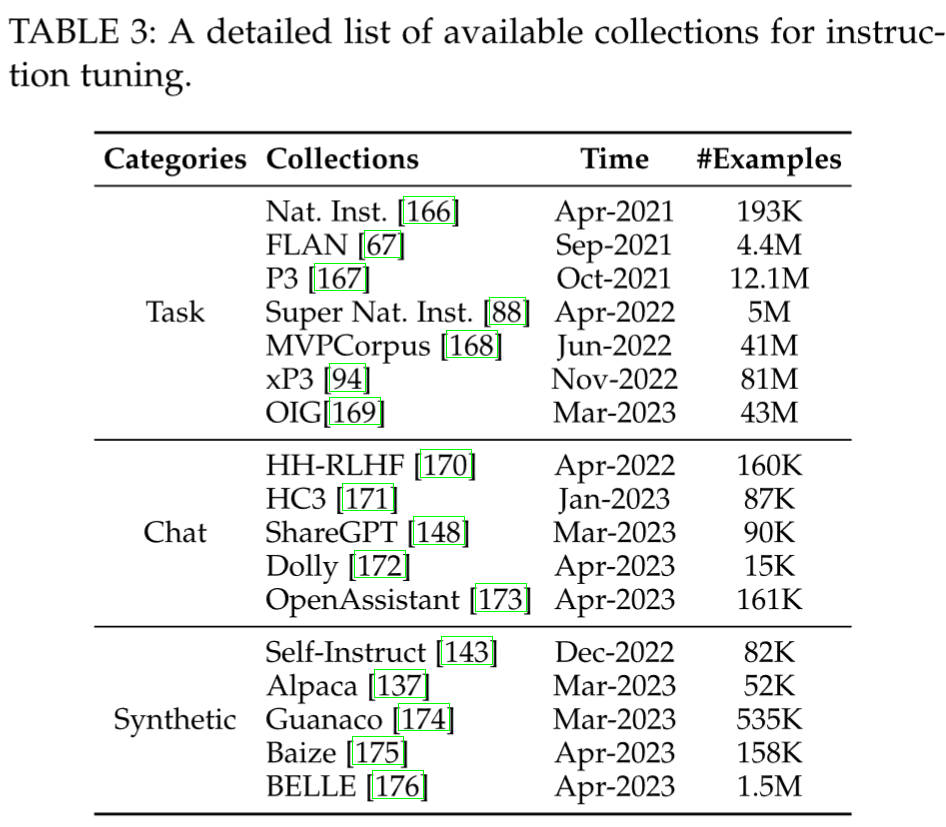 TABLE 3: A detailed list of available collections for instruc-
tion tuning.
Categories Collections Time #Examples
Nat. Inst. [166] Apr-2021 193K
FLAN [67] Sep-2021 4.4M
P3 [167] Oct-2021 12.1M
Task Super Nat. Inst. [88] Apr-2022 5M
MVPCorpus [168] Jun-2022 41M
xP3 [94] Nov-2022 81M
OIG[169] Mar-2023 43M
HH-RLHF [170] Apr-2022 160K
HC3 [171] Jan-2023 87K
Chat ShareGPT [148] Mar-2023 90K
Dolly [172] Apr-2023 15K
OpenAssistant [173] Apr-2023 161K
Self-Instruct [143] Dec-2022 82K
Alpaca [137] Mar-2023 52K
Synthetic Guanaco [174] Mar-2023 535K
Baize [175] Apr-2023 158K
BELLE [176] Apr-2023 1.5M